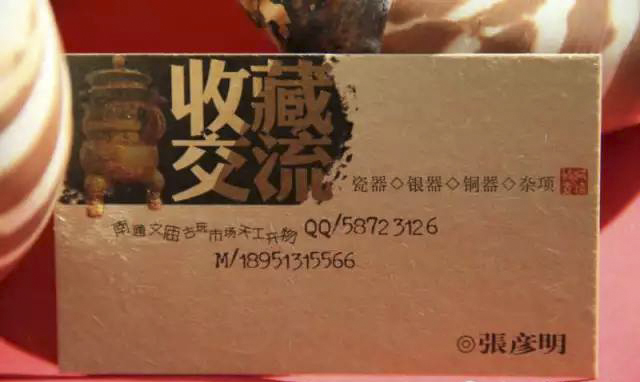 收藏
交流
瓷器◇银器◇铜器◇杂项
南通文庙古玩市场天工开物 QQ/58723126
M/18951315566
◎張彦明